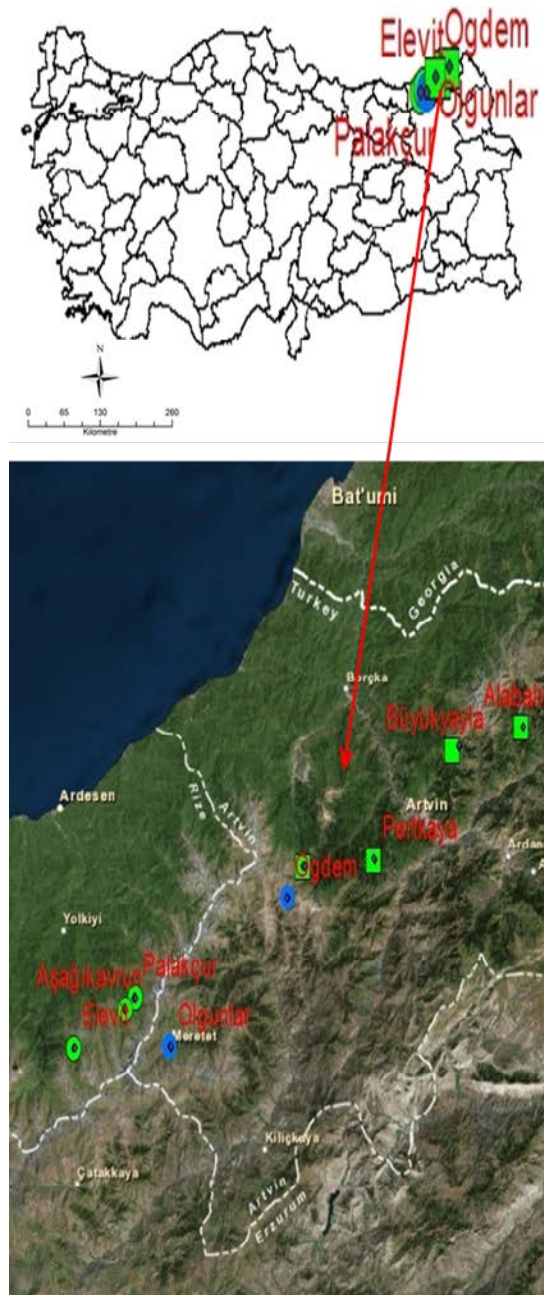 Elevit
Ogdem
Olgunlar
Palakçur
N
0 65 130 260
Kilometre
Bat'umi
Turkey
Georgia
Borçka
Alabalı
Büyükyayla
Ardesen
Rize
Artvin
Artvin
Pertkaya
Ardan
A
Ogdem
Yolkiyi
Aşağıkavrun
Palakçur
Elevit
Olgunlar
Meretet
Kiliçkaya
Çatakkaya
Artvin
Erzurum